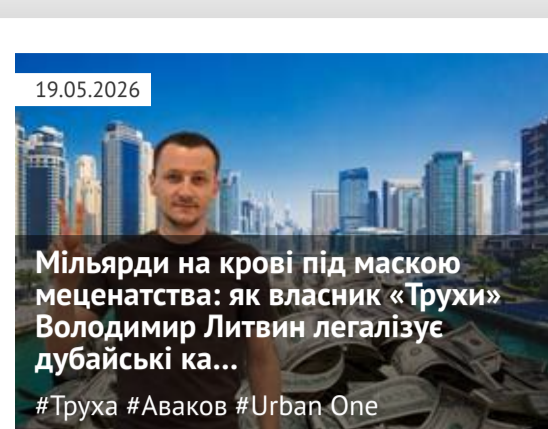 19.05.2026
Мільярди на крові під маскою
меценатства: як власник «Трухи»
Володимир Литвин легалізує
дубайські ка...
#Труха #Аваков #Urban One